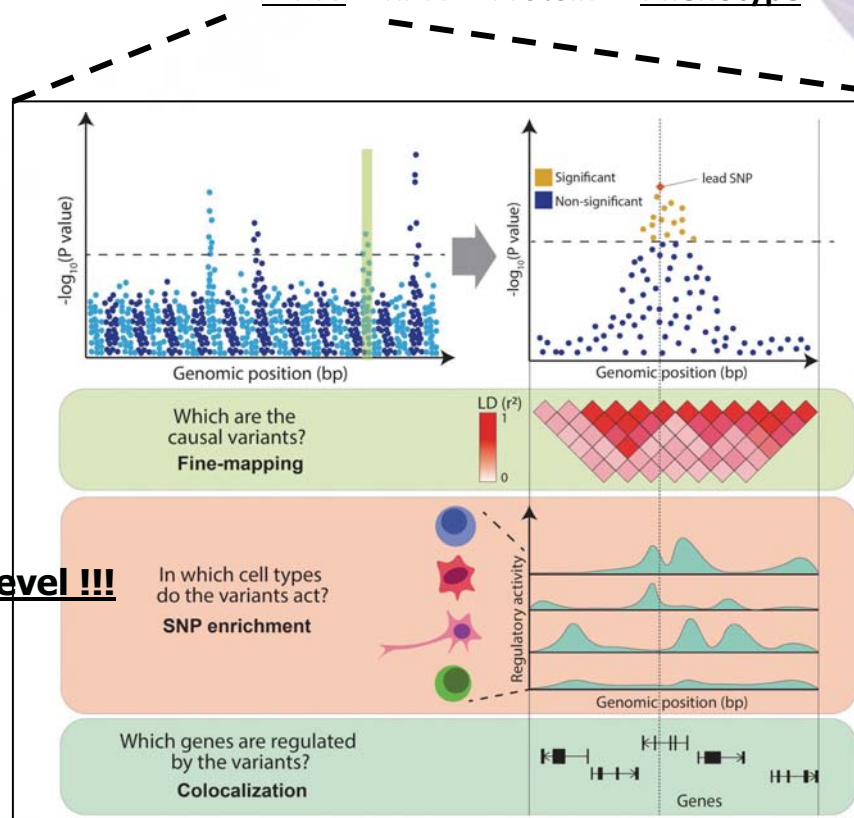 -log₁₀(P value)
Genomic position (bp)
Significant
Non-significant
lead SNP
-log₁₀(P value)
Genomic position (bp)
Which are the
causal variants?
Fine-mapping
LD (r²)
1
0
evel !!!
In which cell types
do the variants act?
SNP enrichment
Regulatory activity
Genomic position (bp)
Which genes are regulated
by the variants?
Colocalization
Genes